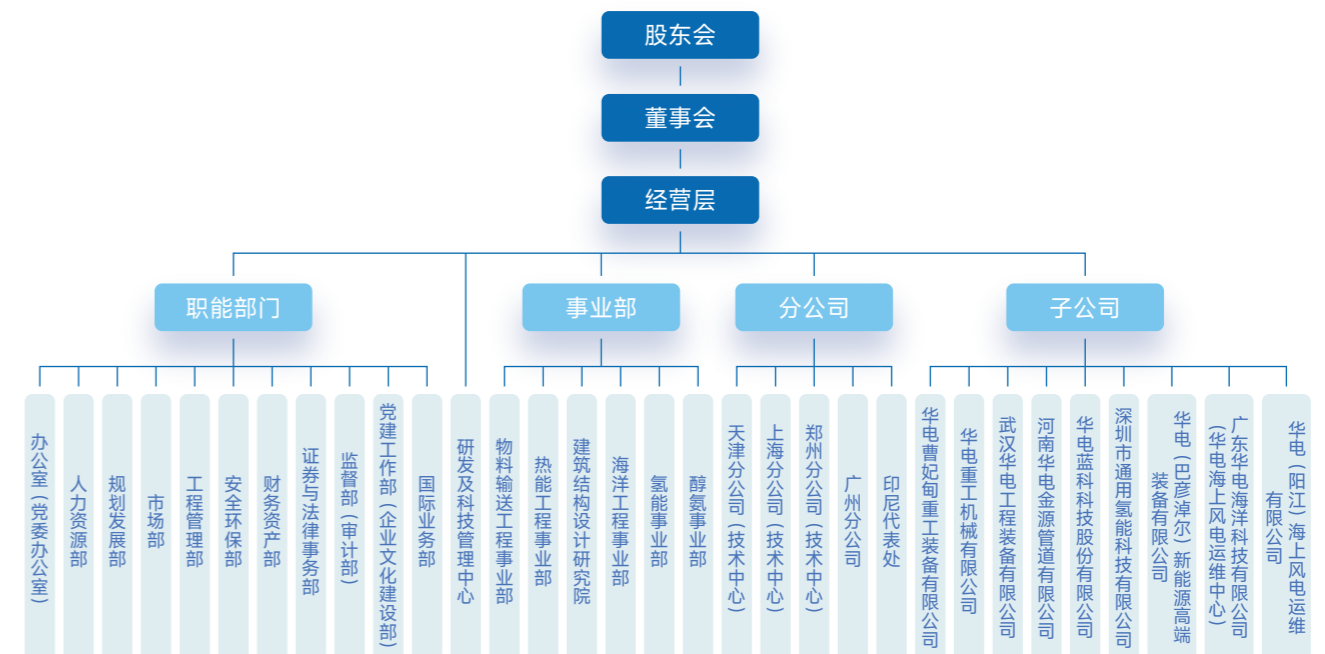 股东会
董事会
经营层
职能部门
事业部
分公司
子公司
办公室（党委办公室）
人力资源部
规划发展部
市场部
工程管理部
安全环保部
财务资产部
证券与法律事务部
监督部（审计部）
党建工作部（企业文化建设部）
国际业务部
研发及科技管理中心
物料输送工程事业部
热能工程事业部
建筑结构设计研究院
海洋工程事业部
氢能事业部
醇氨事业部
天津分公司（技术中心）
上海分公司（技术中心）
郑州分公司（技术中心）
广州分公司
印尼代表处
华电曹妃甸重工装备有限公司
华电重工机械有限公司
武汉华电工程装备有限公司
河南华电金源管道有限公司
华电蓝科科技股份有限公司
深圳市通用氢能科技有限公司
华电（巴彦淖尔）新能源高端
装备有限公司
广东华电海洋科技有限公司
（华电海上风电运维中心）
华电（阳江）海上风电运维
有限公司